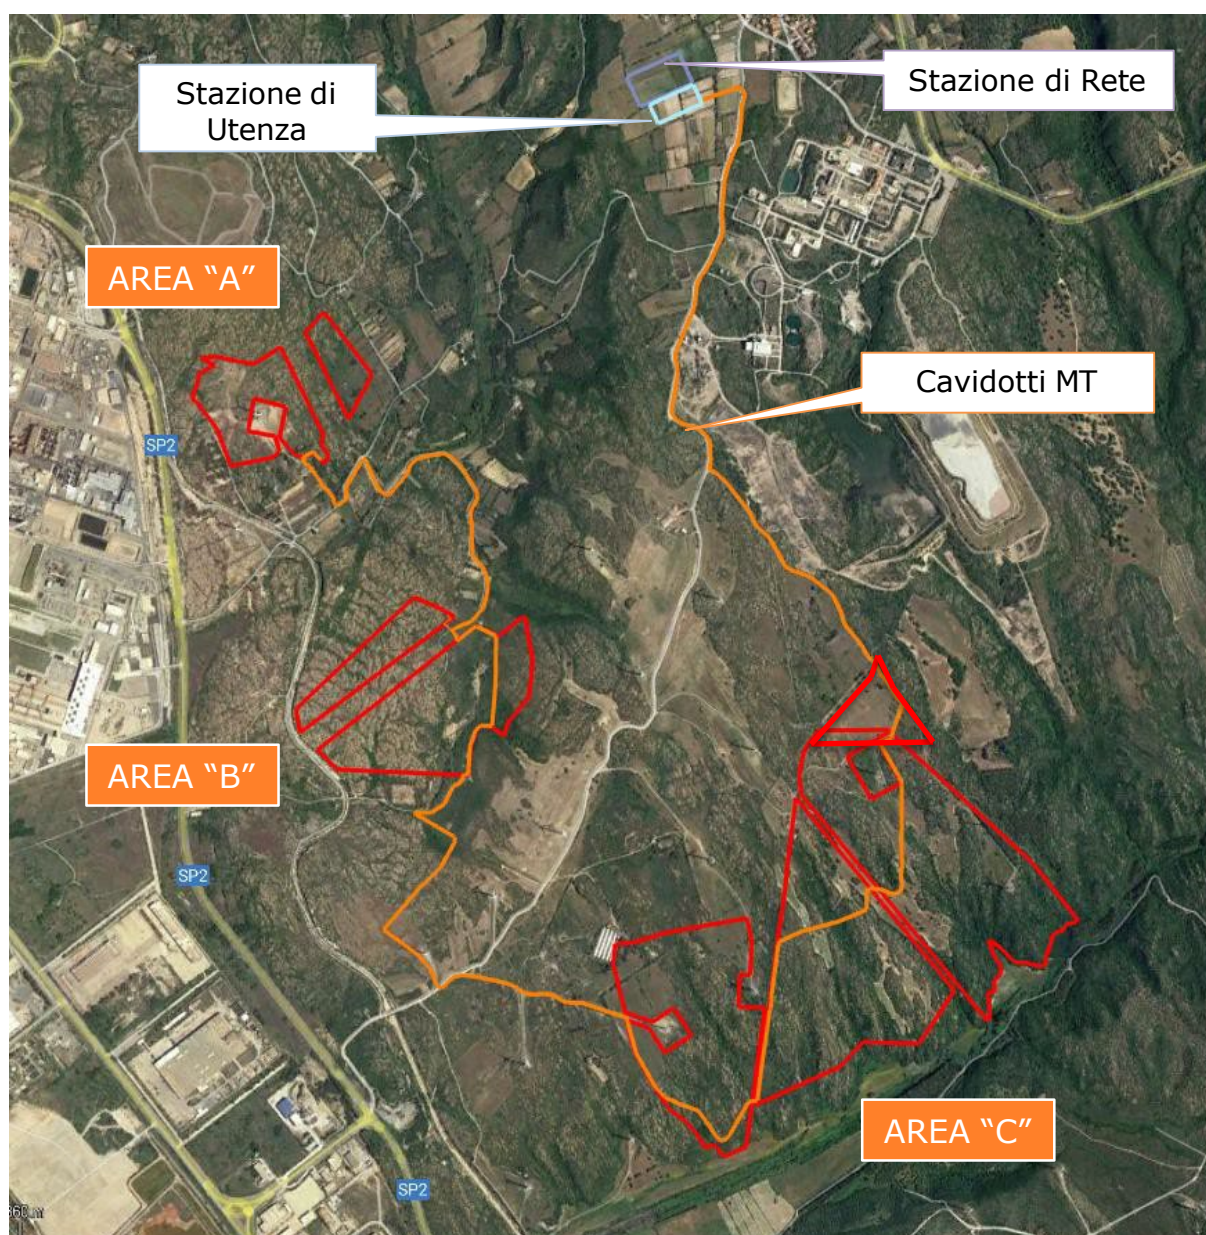 Stazione di
Utenza
Stazione di Rete
AREA “A”
Cavidotti MT
SP2
AREA “B”
SP2
AREA “C”
SP2